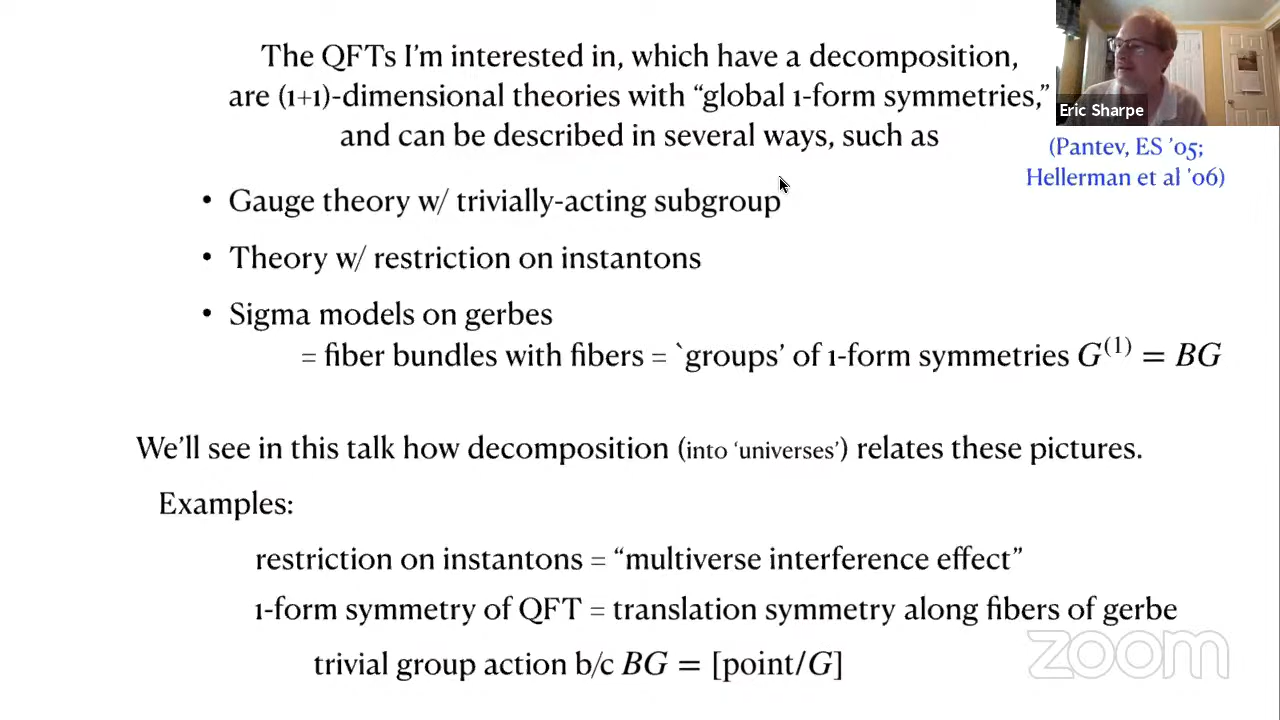 The QFTs I'm interested in, which have a decomposition,
are (1+1)-dimensional theories with “global 1-form symmetries,”
and can be described in several ways, such as
Eric Sharpe
(Pantev, ES '05;
Hellerman et al '06)
• Gauge theory w/ trivially-acting subgroup
• Theory w/ restriction on instantons
• Sigma models on gerbes
= fiber bundles with fibers = `groups' of 1-form symmetries G⁽¹⁾ = BG
We'll see in this talk how decomposition (into 'universes') relates these pictures.
Examples:
restriction on instantons = “multiverse interference effect”
1-form symmetry of QFT = translation symmetry along fibers of gerbe
trivial group action b/c BG = [point/G]
zoom